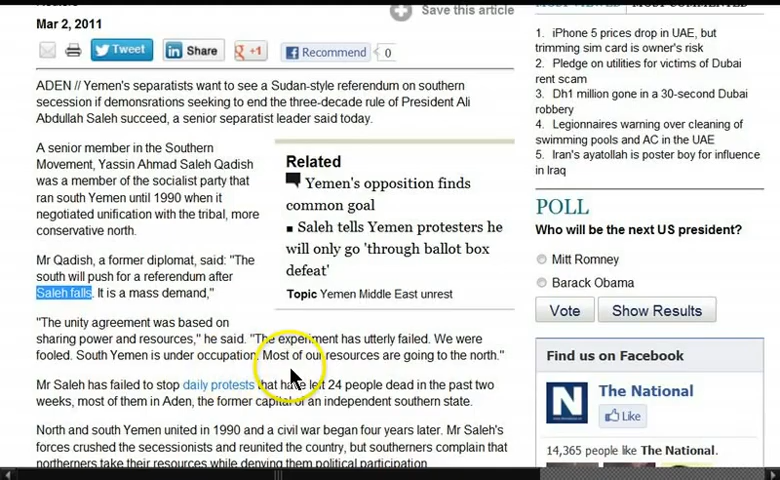 Save this article
Mar 2, 2011
Tweet
Share
+1
Recommend
0
ADEN // Yemen's separatists want to see a Sudan-style referendum on southern
secession if demonsrations seeking to end the three-decade rule of President Ali
Abdullah Saleh succeed, a senior separatist leader said today.
A senior member in the Southern
Movement, Yassin Ahmad Saleh Qadish
was a member of the socialist party that
ran south Yemen until 1990 when it
negotiated unification with the tribal, more
conservative north.
Mr Qadish, a former diplomat, said: "The
south will push for a referendum after
Saleh falls. It is a mass demand,"
Related
Yemen's opposition finds
common goal
Saleh tells Yemen protesters he
will only go 'through ballot box
defeat'
Topic Yemen Middle East unrest
"The unity agreement was based on
sharing power and resources," he said. "The experiment has utterly failed. We were
fooled. South Yemen is under occupation. Most of our resources are going to the north."
Mr Saleh has failed to stop daily protests that have left 24 people dead in the past two
weeks, most of them in Aden, the former capital of an independent southern state.
North and south Yemen united in 1990 and a civil war began four years later. Mr Saleh's
forces crushed the secessionists and reunited the country, but southerners complain that
northerners take their resources while denying them political participation
1. iPhone 5 prices drop in UAE, but
trimming sim card is owner's risk
2. Pledge on utilities for victims of Dubai
rent scam
3. Dh1 million gone in a 30-second Dubai
robbery
4. Legionnaires warning over cleaning of
swimming pools and AC in the UAE
5. Iran's ayatollah is poster boy for influence
in Iraq
POLL
Who will be the next US president?
Mitt Romney
Barack Obama
Vote
Show Results
Find us on Facebook
N
The National
Like
14,365 people like The National.